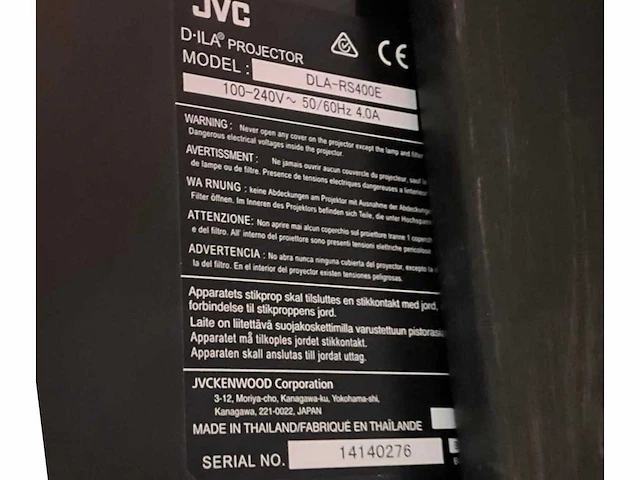 JVC
D-ILA® PROJECTOR
MODEL : DLA-RS400E
100-240V~ 50/60Hz 4.0A
WARNING : Never open any cover on the projector except the lamp and filter
Dangerous electrical voltages inside the projector.
AVERTISSEMENT : Ne jamais ouvrir aucun couvercle du projecteur, sauf
de lampe ou de filtre. Presence de tensions electriques dangereuses a
WA RNUNG : keine Abdeckungen am Projektor mit Ausnahme der
Filter öffnen. Im Inneren des Projektors befinden sich Teile, die unter
ATTENZIONE: Non aprire mai alcun coperchio sul proiettore tranne 1
e del filtro. All' interno del proiettore sono presenti tensioni elettriche pericolose
ADVERTENCIA : No abra nunca ninguna cubierta del proyector, excepto
la del filtro. En el interior del proyector existen tensiones peligrosas.
Apparatets stikprop skal tilsluttes en stikkontakt med jord,
forbindelse til stikproppens jord.
Laite on liitettävä suojakoskettimilla varustettuun
Apparatet må tilkoples jordet stikkontakt.
Apparaten skall anslutas till jordat uttag.
JVCKENWOOD Corporation
3-12, Moriya-cho, Kanagawa-ku, Yokohama-shi,
Kanagawa, 221-0022, JAPAN
MADE IN THAILAND/FABRIQUÉ EN THAÏLANDE
SERIAL NO. 14140276